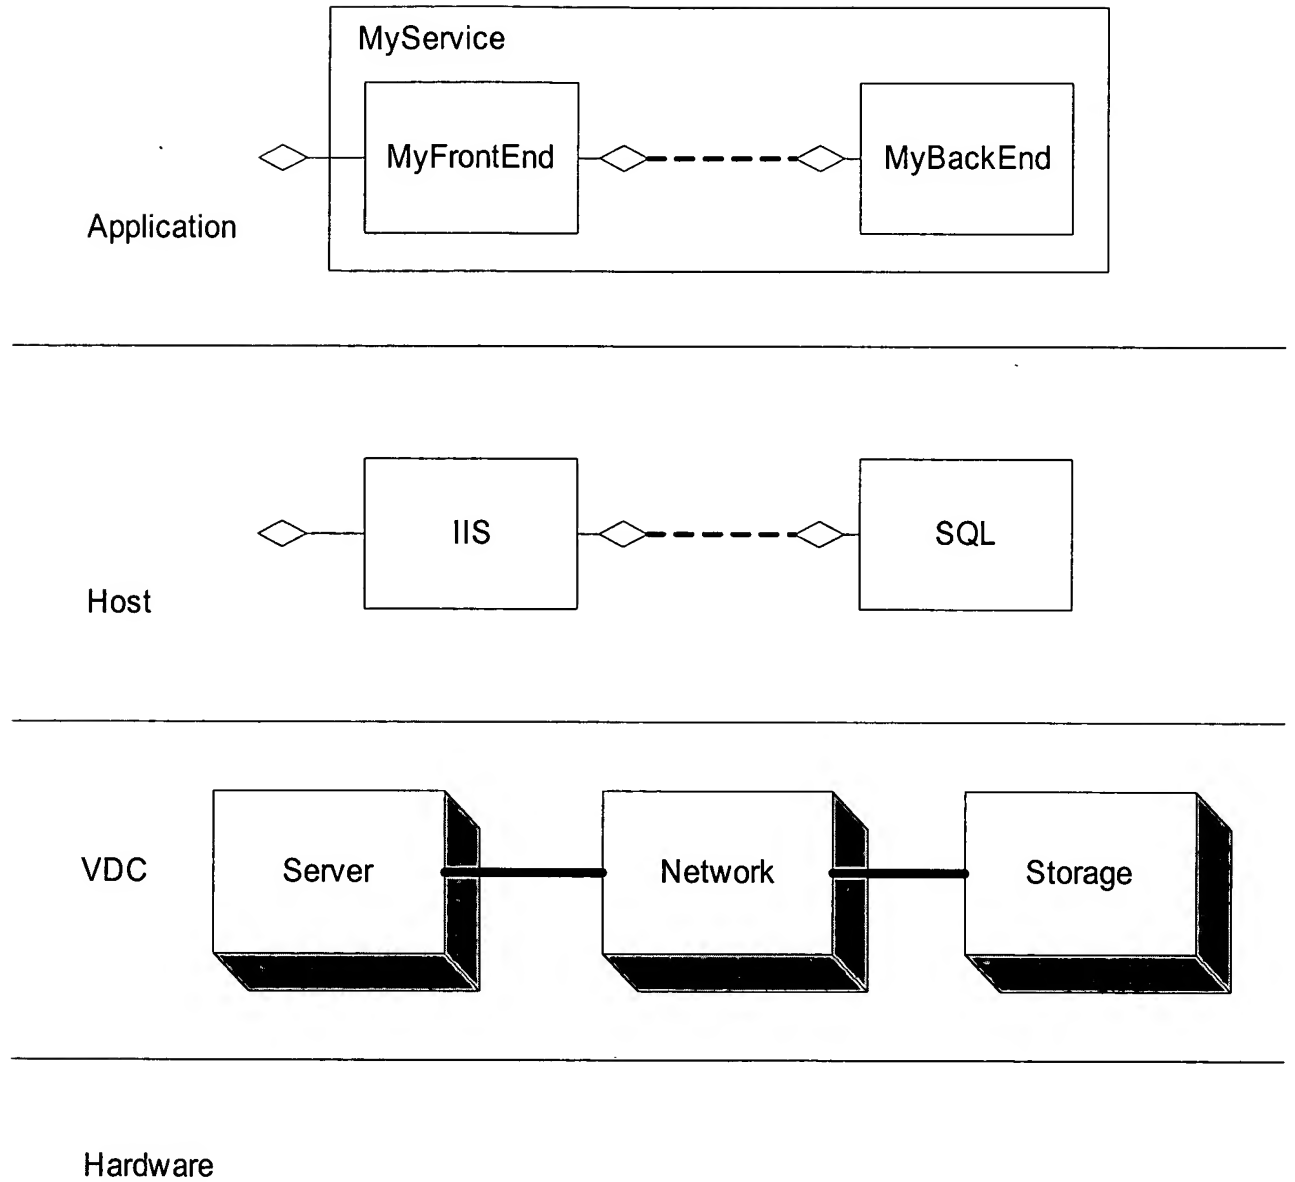 MyService
MyFrontEnd
MyBackEnd
Application
IIS
SQL
Host
VDC
Server
Network
Storage
Hardware